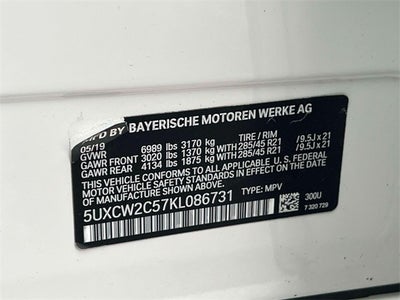 MFD BY BAYERISCHE MOTOREN WERKE AG
05/19 TIRE / RIM
GVWR 6989 lbs 3170 kg
GAWR FRONT 3020 lbs 1370 kg WITH 285/45 R21 /9.5J x 21
GAWR REAR 4134 lbs 1875 kg WITH 285/45 R21 /9.5J x 21
THIS VEHICLE CONFORMS TO ALL APPLICABLE U.S. FEDERAL
MOTOR VEHICLE SAFETY STANDARDS IN EFFECT ON THE DATE
OF MANUFACTURE SHOWN ABOVE.
5UXCW2C57KL086731 TYPE: MPV
300U
7 320 729